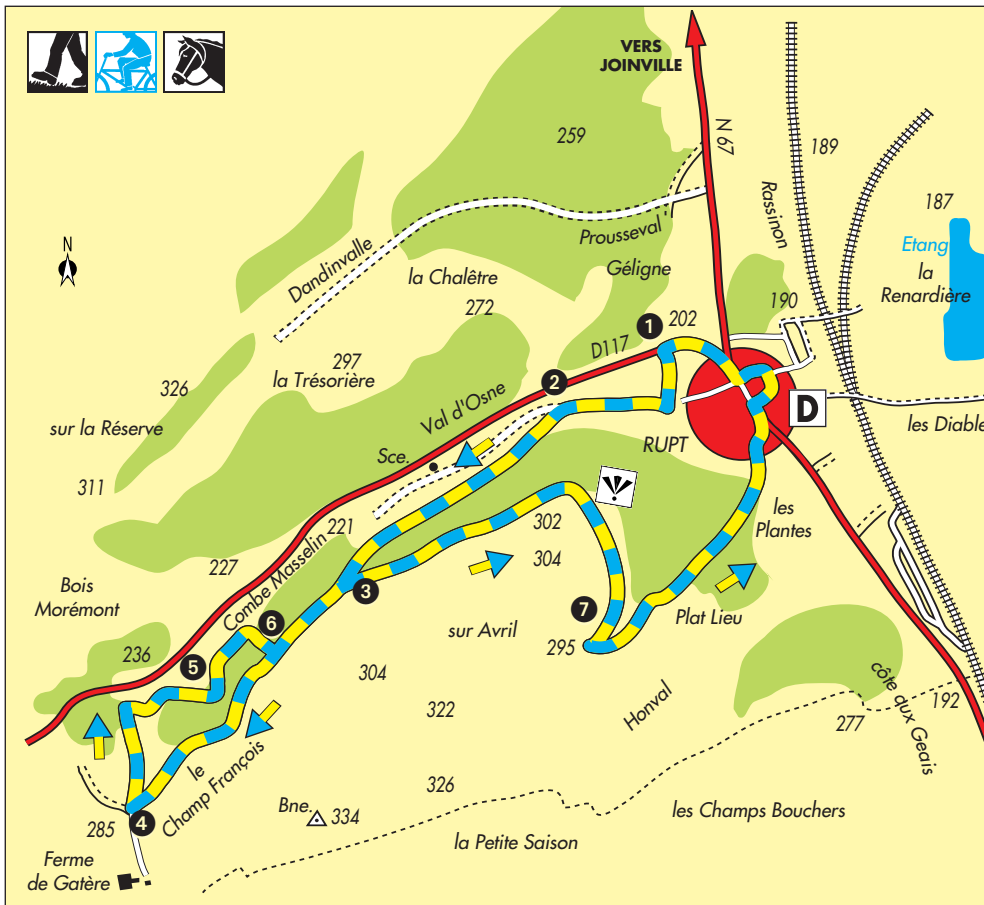 VERS
JOINVILLE
N 67
259
189
Rassinon
187
Etang
la
Renardière
N
Dandinvalle
Prousseval
Géligne
la Chalêtre
272
190
1
202
D117
297
la Trésorière
326
2
Val d'Osne
sur la Réserve
D
les Diable
Sce.
RUPT
311
les
Plantes
221
302
304
227
Combe Masselin
3
Bois
Morémont
7
Plat Lieu
6
sur Avril
295
236
5
304
côte aux Geais
192
322
Honval
277
le
Champ François
326
Bne.
334
les Champs Bouchers
4
285
la Petite Saison
Ferme
de Gatère